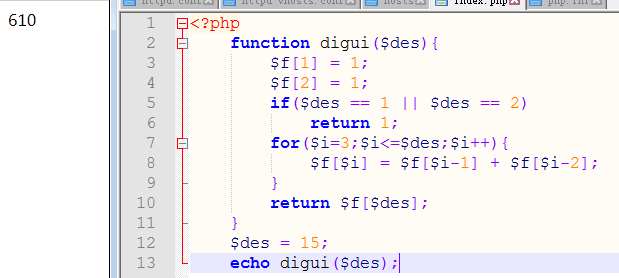 httpd.conf httpd-vhosts.conf hosts index.php php.ini
610
1 <?php
2 function digui($des){
3 $f[1] = 1;
4 $f[2] = 1;
5 if($des == 1 || $des == 2)
6 return 1;
7 for($i=3;$i<=$des;$i++){
8 $f[$i] = $f[$i-1] + $f[$i-2];
9 }
10 return $f[$des];
11 }
12 $des = 15;
13 echo digui($des);